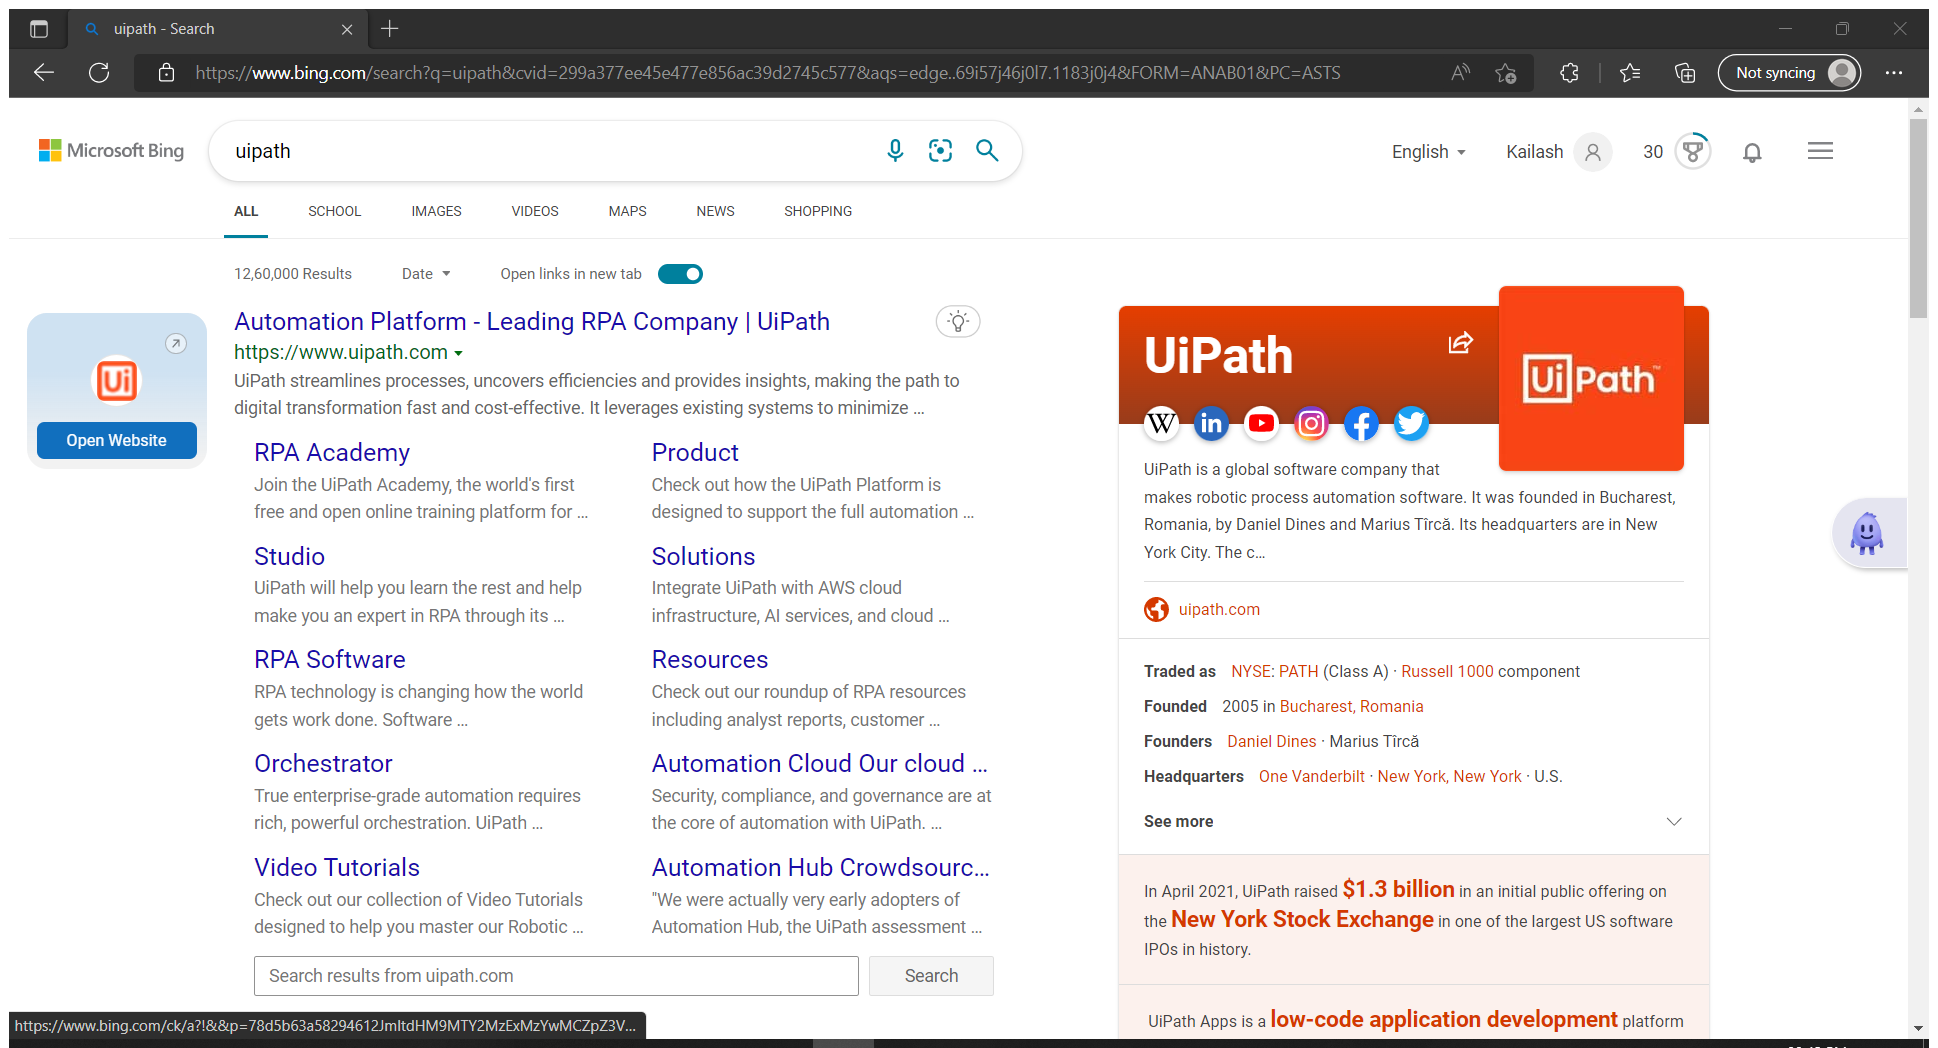 uipath - Search
https://www.bing.com/search?q=uipath&cvid=299a377ee45e477e856ac39d2745c577&aqs=edge..69i57j46j0l7.1183j0j4&FORM=ANAB01&PC=ASTS
Not syncing
Microsoft Bing
uipath
English
Kailash
30
ALL SCHOOL IMAGES VIDEOS MAPS NEWS SHOPPING
12,60,000 Results Date Open links in new tab
Ui
Open Website
Automation Platform - Leading RPA Company | UiPath
https://www.uipath.com
UiPath streamlines processes, uncovers efficiencies and provides insights, making the path to
digital transformation fast and cost-effective. It leverages existing systems to minimize ...
RPA Academy
Join the UiPath Academy, the world's first
free and open online training platform for ...
Product
Check out how the UiPath Platform is
designed to support the full automation ...
Studio
UiPath will help you learn the rest and help
make you an expert in RPA through its ...
Solutions
Integrate UiPath with AWS cloud
infrastructure, AI services, and cloud ...
RPA Software
RPA technology is changing how the world
gets work done. Software ...
Resources
Check out our roundup of RPA resources
including analyst reports, customer ...
Orchestrator
True enterprise-grade automation requires
rich, powerful orchestration. UiPath ...
Automation Cloud Our cloud ...
Security, compliance, and governance are at
the core of automation with UiPath. ...
Video Tutorials
Check out our collection of Video Tutorials
designed to help you master our Robotic ...
Automation Hub Crowdsourc...
"We were actually very early adopters of
Automation Hub, the UiPath assessment ...
Search results from uipath.com
Search
https://www.bing.com/ck/a?!&&p=78d5b63a58294612JmltdHM9MTY2MzExMzYwMCZpZ3V...
UiPath
Ui Path™
W in f
UiPath is a global software company that
makes robotic process automation software. It was founded in Bucharest,
Romania, by Daniel Dines and Marius Tîrcă. Its headquarters are in New
York City. The c...
uipath.com
Traded as NYSE: PATH (Class A) · Russell 1000 component
Founded 2005 in Bucharest, Romania
Founders Daniel Dines · Marius Tîrcă
Headquarters One Vanderbilt · New York, New York · U.S.
See more
In April 2021, UiPath raised $1.3 billion in an initial public offering on
the New York Stock Exchange in one of the largest US software
IPOs in history.
UiPath Apps is a low-code application development platform